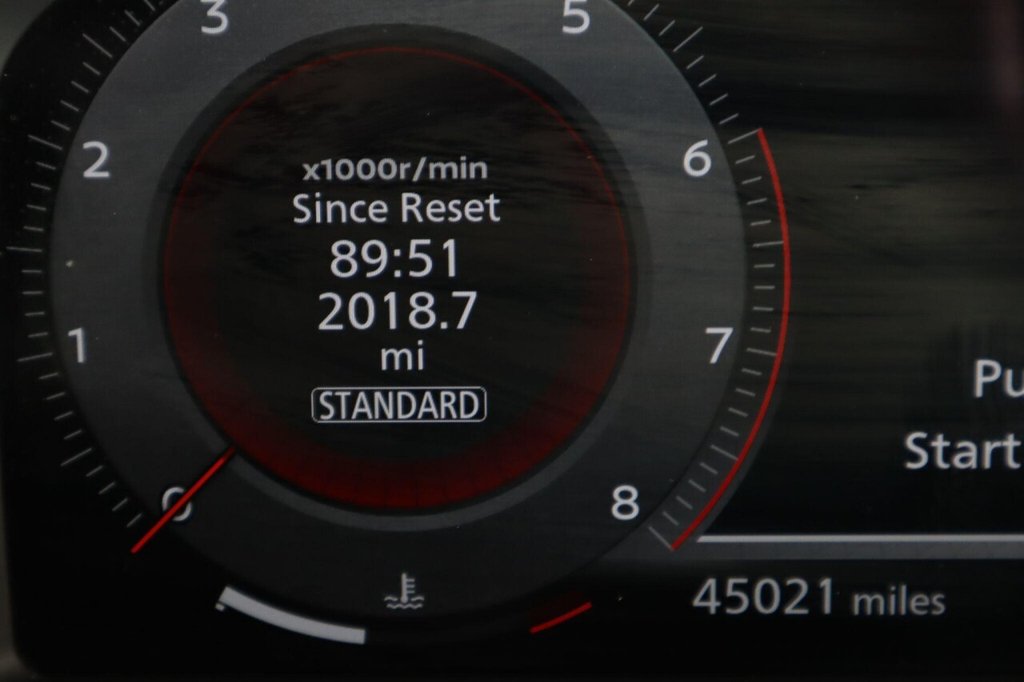 3
5
2
6
x1000r/min
Since Reset
89:51
2018.7
mi
STANDARD
1
7
0
8
Start
45021 miles